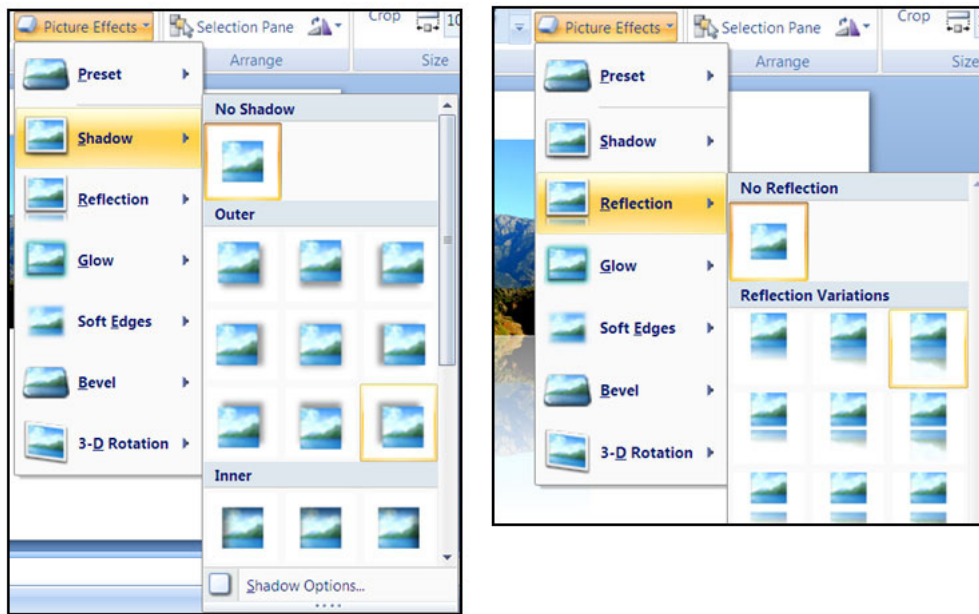 Picture Effects
Selection Pane
Crop
10
Arrange
Size
Preset
Shadow
Reflection
Glow
Soft Edges
Bevel
3-D Rotation
No Shadow
Outer
Inner
Shadow Options...
Picture Effects
Selection Pane
Crop
Arrange
Size
Preset
Shadow
Reflection
Glow
Soft Edges
Bevel
3-D Rotation
No Reflection
Reflection Variations